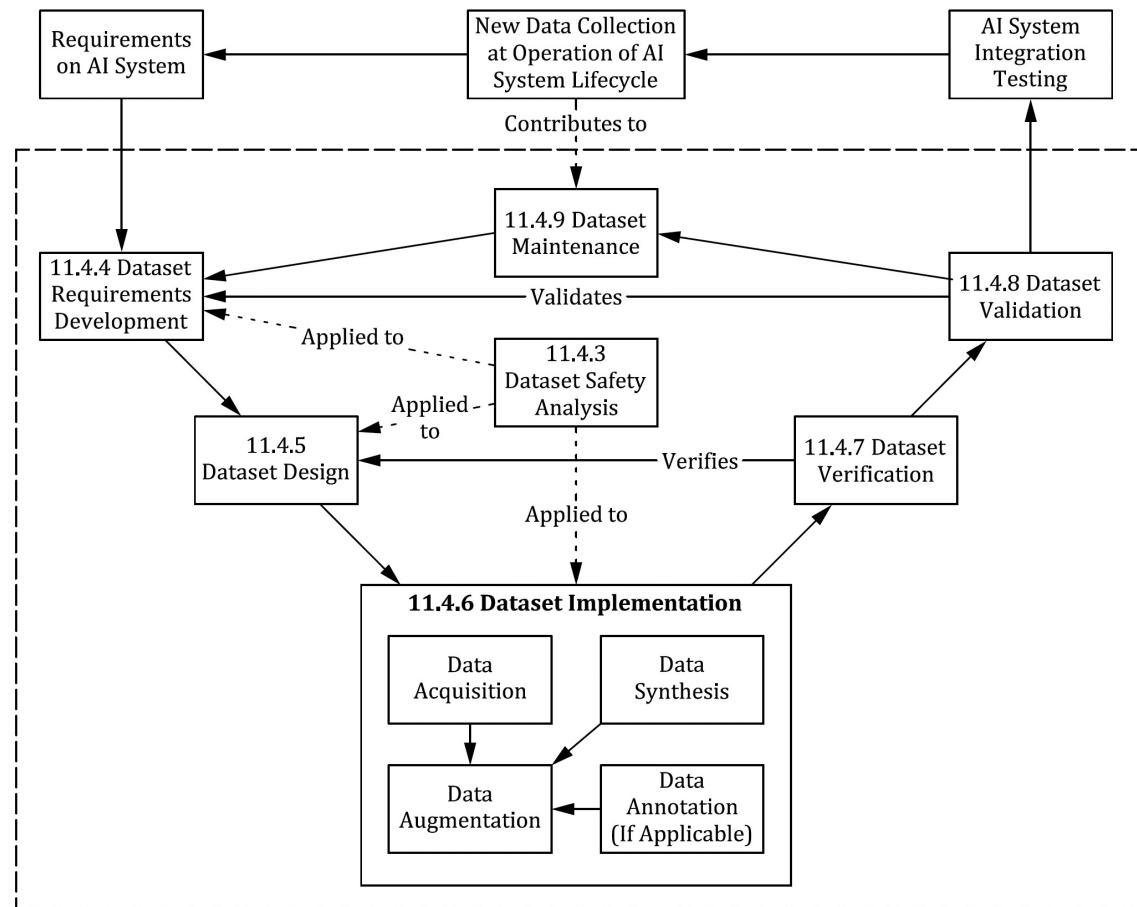 Requirements
on AI System
New Data Collection
at Operation of AI
System Lifecycle
AI System
Integration
Testing
Contributes to
11.4.9 Dataset
Maintenance
11.4.4 Dataset
Requirements
Development
Validates
11.4.8 Dataset
Validation
Applied to
11.4.3
Dataset Safety
Analysis
Applied
to
11.4.5
Dataset Design
Verifies
11.4.7 Dataset
Verification
Applied to
11.4.6 Dataset Implementation
Data
Acquisition
Data
Synthesis
Data
Augmentation
Data
Annotation
(If Applicable)